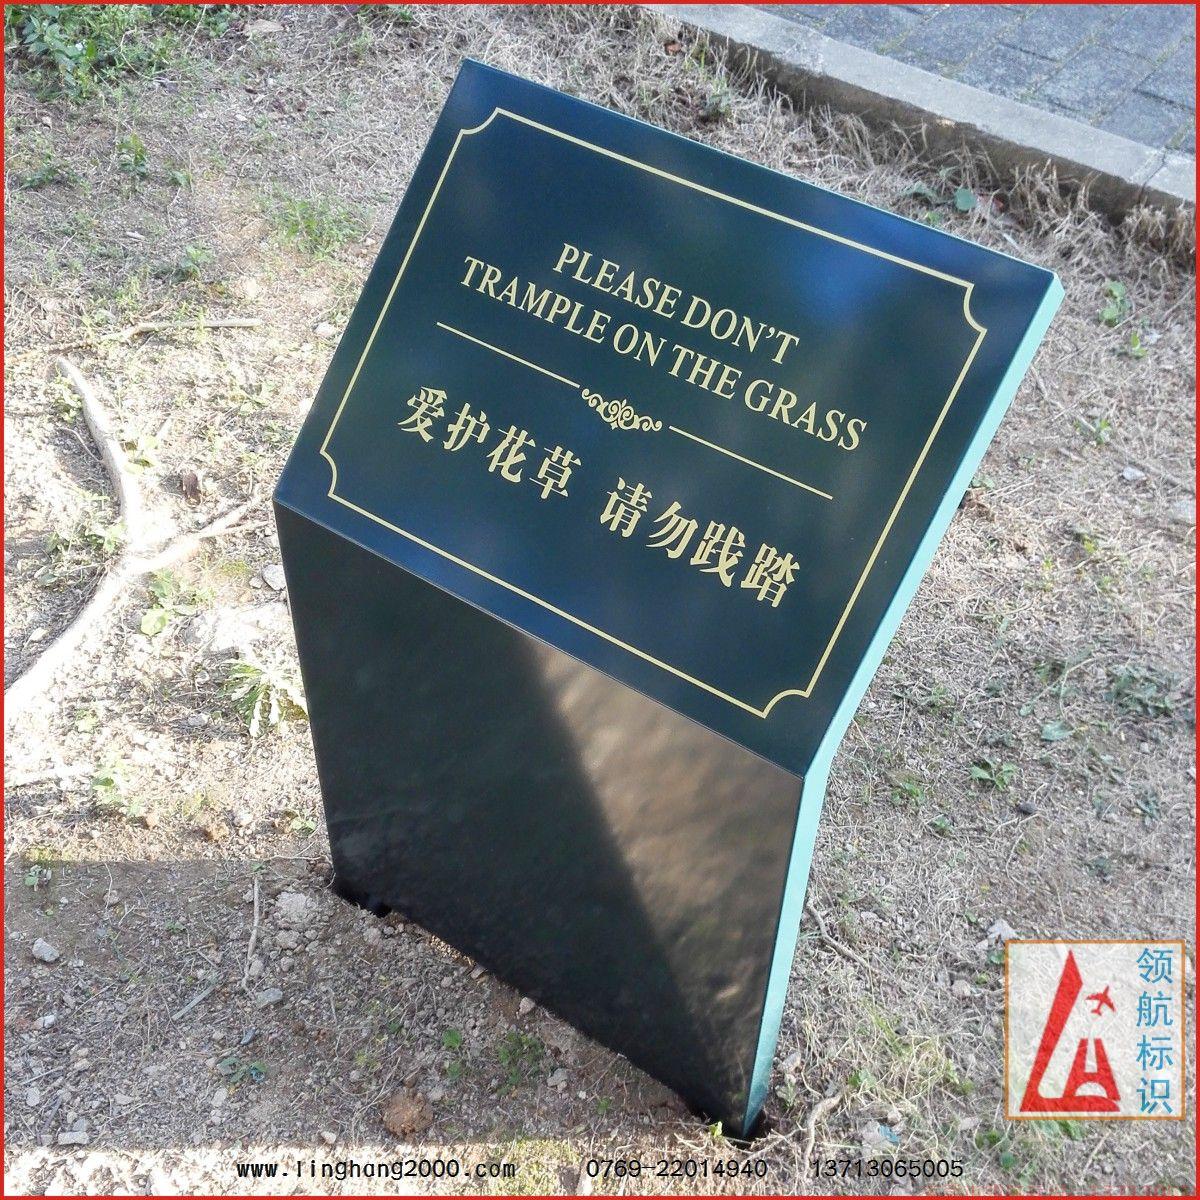 PLEASE DON'T
TRAMPLE ON THE GRASS
爱护花草 请勿践踏
领航标识
www.linghang2000.com 0769-22014940 13713065005